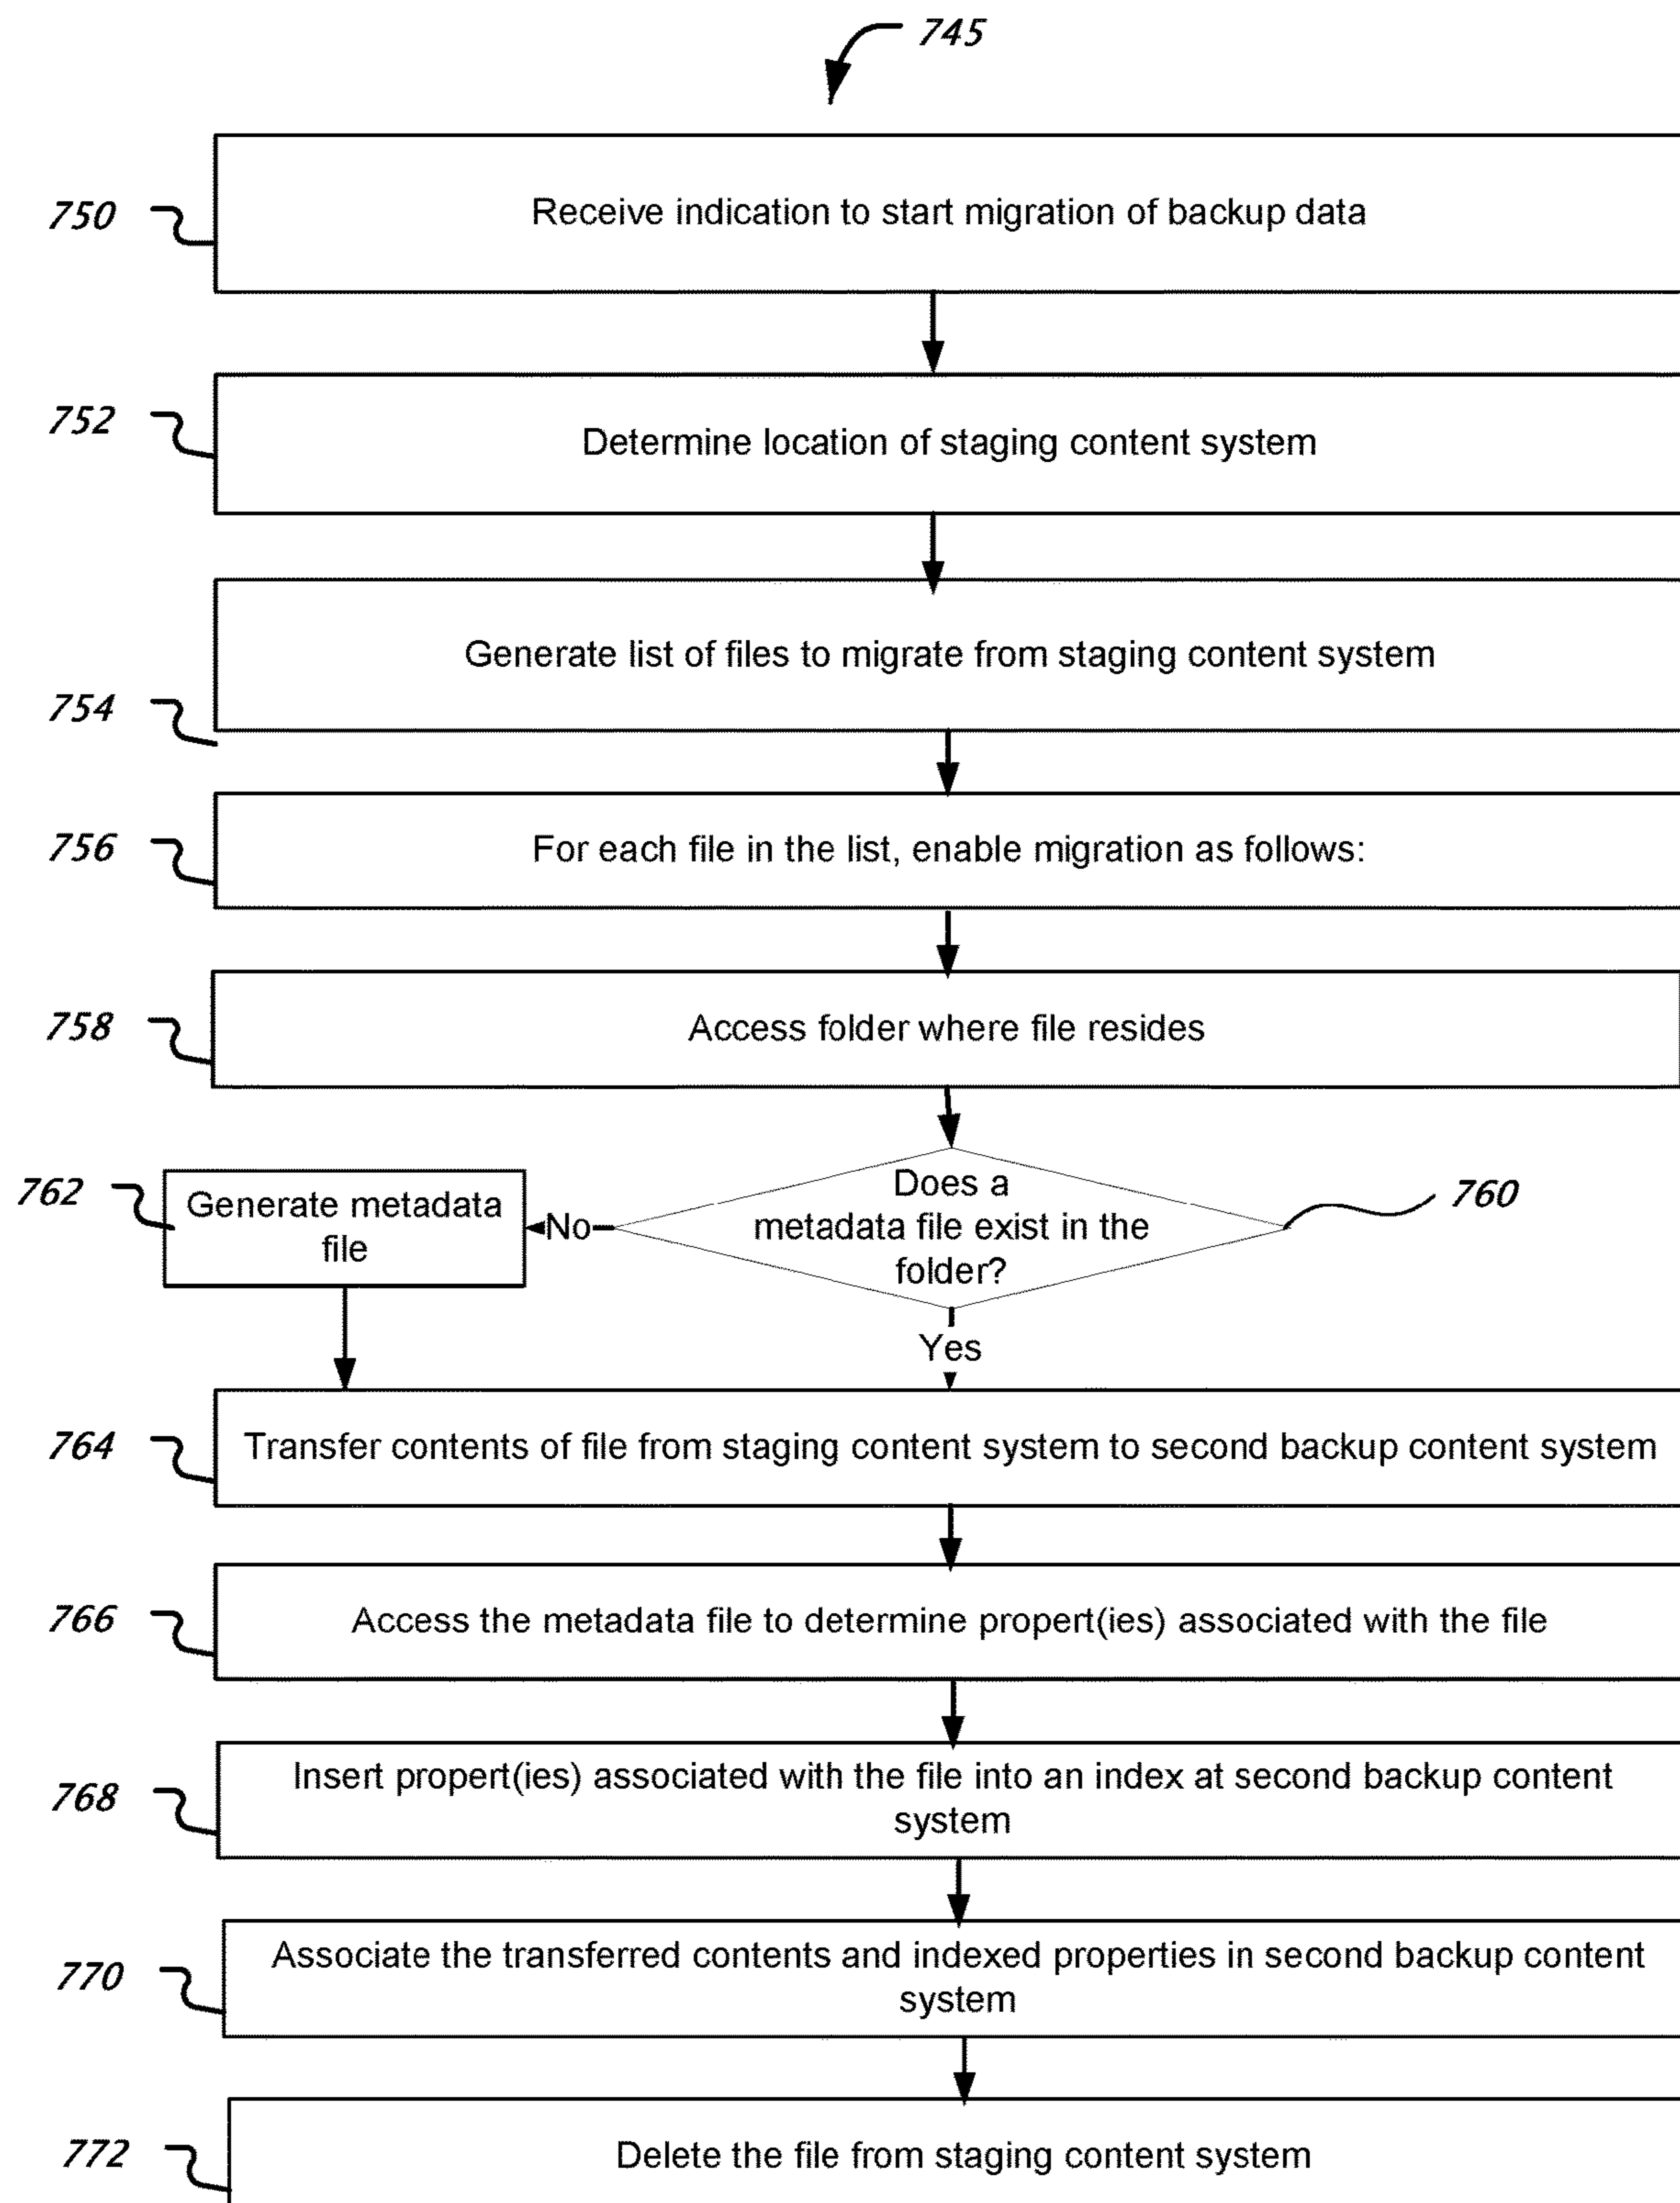 745
750
Receive indication to start migration of backup data
752
Determine location of staging content system
Generate list of files to migrate from staging content system
754
756
For each file in the list, enable migration as follows:
758
Access folder where file resides
762
Generate metadata
file
No
Does a
metadata file exist in the
folder?
760
Yes
764
Transfer contents of file from staging content system to second backup content system
766
Access the metadata file to determine propert(ies) associated with the file
768
Insert propert(ies) associated with the file into an index at second backup content
system
770
Associate the transferred contents and indexed properties in second backup content
system
772
Delete the file from staging content system